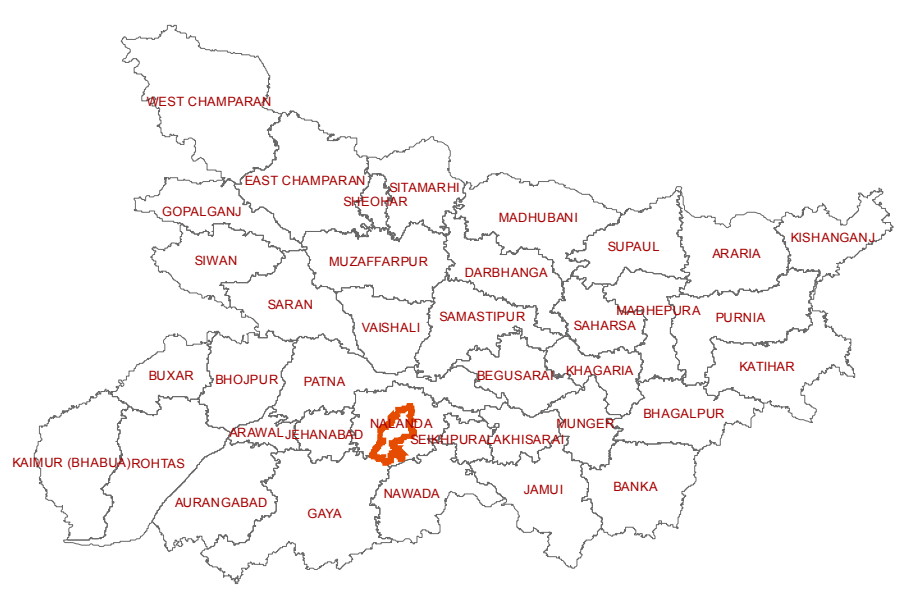 WEST CHAMPARAN
EAST CHAMPARAN
SITAMARHI
SHEOHAR
GOPALGANJ
MADHUBANI
KISHANGANJ
SUPAUL
ARARIA
SIWAN
MUZAFFARPUR
DARBHANGA
SARAN
MADHEPURA
SAMASTIPUR
PURNIA
VAISHALI
SAHARSA
KATIHAR
KHAGARIA
BUXAR
BHOJPUR
PATNA
BEGUSARAI
BHAGALPUR
NALANDA
MUNGER
ARAWAL
JEHANABAD
SEIKHPURA
LAKHISARAI
KAIMUR (BHABUA)
ROHTAS
BANKA
JAMUI
NAWADA
AURANGABAD
GAYA